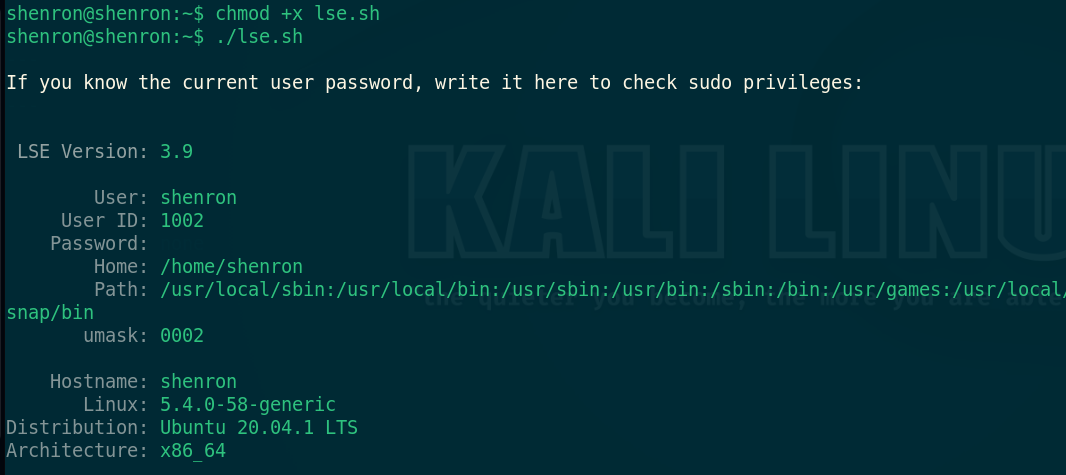 shenron@shenron:~$ chmod +x lse.sh
shenron@shenron:~$ ./lse.sh
If you know the current user password, write it here to check sudo privileges:
LSE Version: 3.9
User: shenron
User ID: 1002
Password:
Home: /home/shenron
Path: /usr/local/sbin:/usr/local/bin:/usr/sbin:/usr/bin:/sbin:/bin:/usr/games:/usr/local/
snap/bin
umask: 0002
Hostname: shenron
Linux: 5.4.0-58-generic
Distribution: Ubuntu 20.04.1 LTS
Architecture: x86_64
KALI LINU
the quieter you become, the more you are able